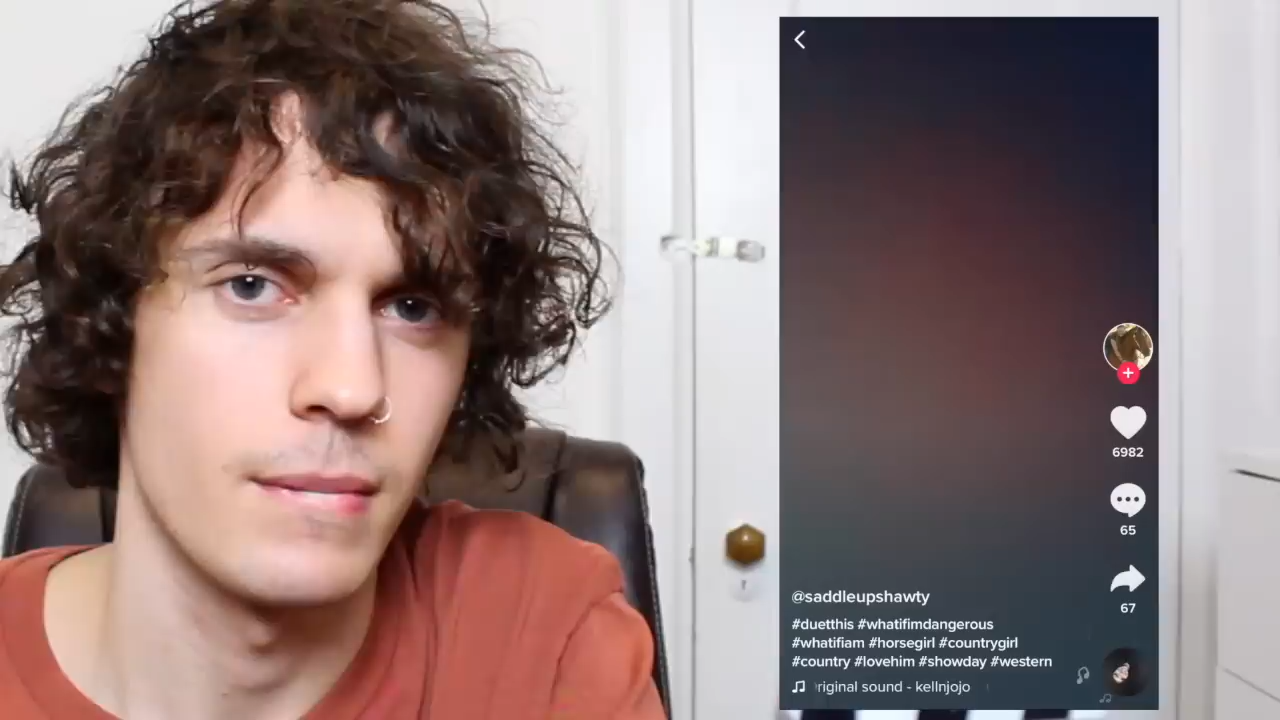 6982
65
67
@saddleupshawty
#duetthis #whatifimdangerous
#whatifiam #horsegirl #countrygirl
#country #lovehim #showday #western
riginal sound - kellnjojo